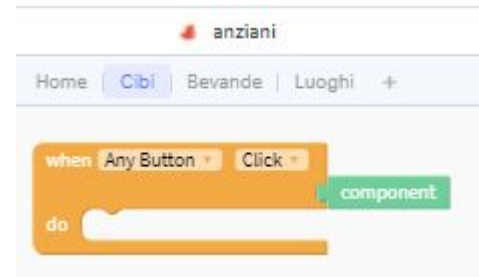 anziani
Home | Cibi | Bevande | Luoghi +
when Any Button Click
component
do